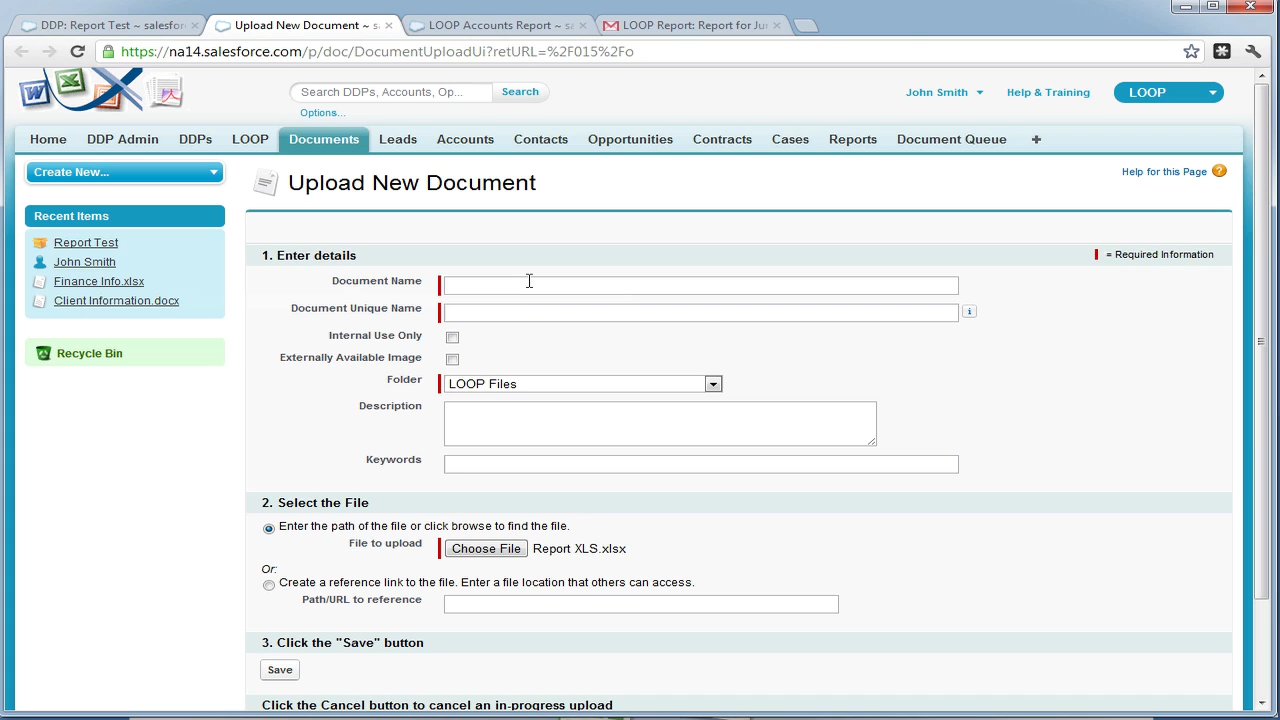 DDP: Report Test ~ salesfor
Upload New Document ~ s
LOOP Accounts Report ~ sa
LOOP Report: Report for Ju
https://na14.salesforce.com/p/doc/DocumentUploadUi?retURL=%2F015%2Fo
Search DDPs, Accounts, Op...
Search
Options...
John Smith
Help & Training
LOOP
Home
DDP Admin
DDPs
LOOP
Documents
Leads
Accounts
Contacts
Opportunities
Contracts
Cases
Reports
Document Queue
Create New...
Recent Items
Report Test
John Smith
Finance Info.xlsx
Client Information.docx
Recycle Bin
Upload New Document
Help for this Page
1. Enter details
= Required Information
Document Name
Document Unique Name
Internal Use Only
Externally Available Image
Folder
LOOP Files
Description
Keywords
2. Select the File
Enter the path of the file or click browse to find the file.
File to upload
Choose File Report XLS.xlsx
Or:
Create a reference link to the file. Enter a file location that others can access.
Path/URL to reference
3. Click the "Save" button
Save
Click the Cancel button to cancel an in-progress upload